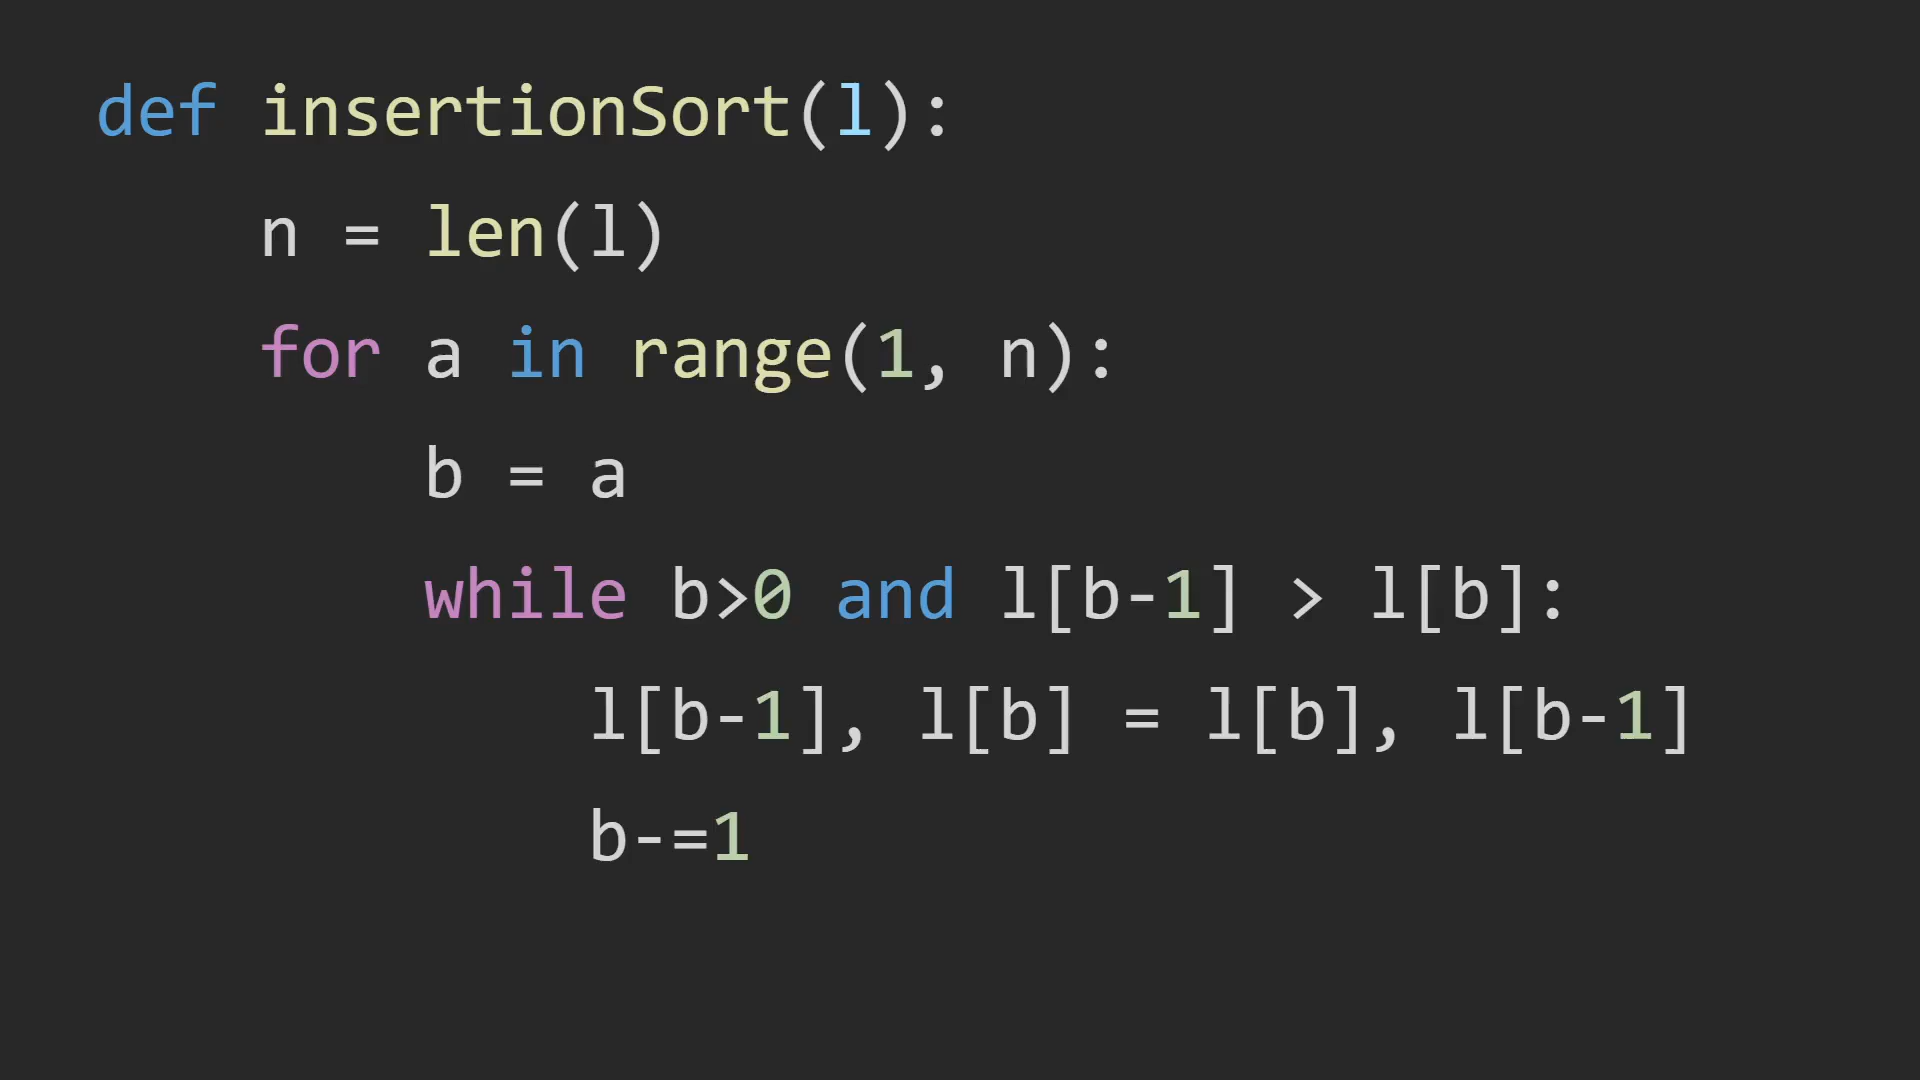 def insertionSort(l):
    n = len(l)
    for a in range(1, n):
        b = a
        while b>0 and l[b-1] > l[b]:
            l[b-1], l[b] = l[b], l[b-1]
            b-=1